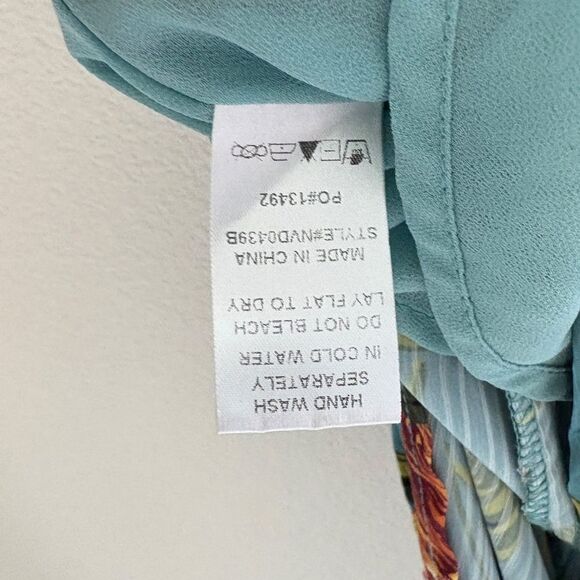 HAND WASH
SEPARATELY
IN COLD WATER
DO NOT BLEACH
LAY FLAT TO DRY
MADE IN CHINA
STYLE#NVD0439B
PO#13492